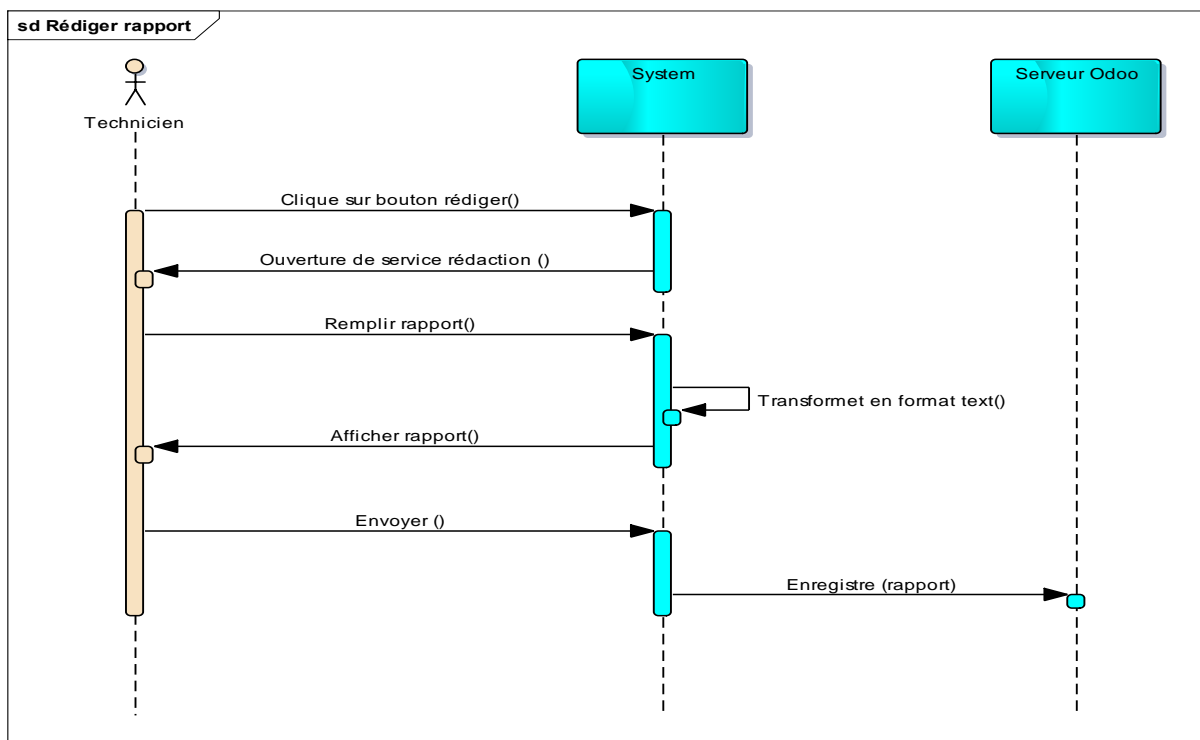 sd Rédiger rapport
Technicien
System
Serveur Odoo
Clique sur bouton rédiger()
Ouverture de service rédaction ()
Remplir rapport()
Transformet en format text()
Afficher rapport()
Envoyer ()
Enregistre (rapport)